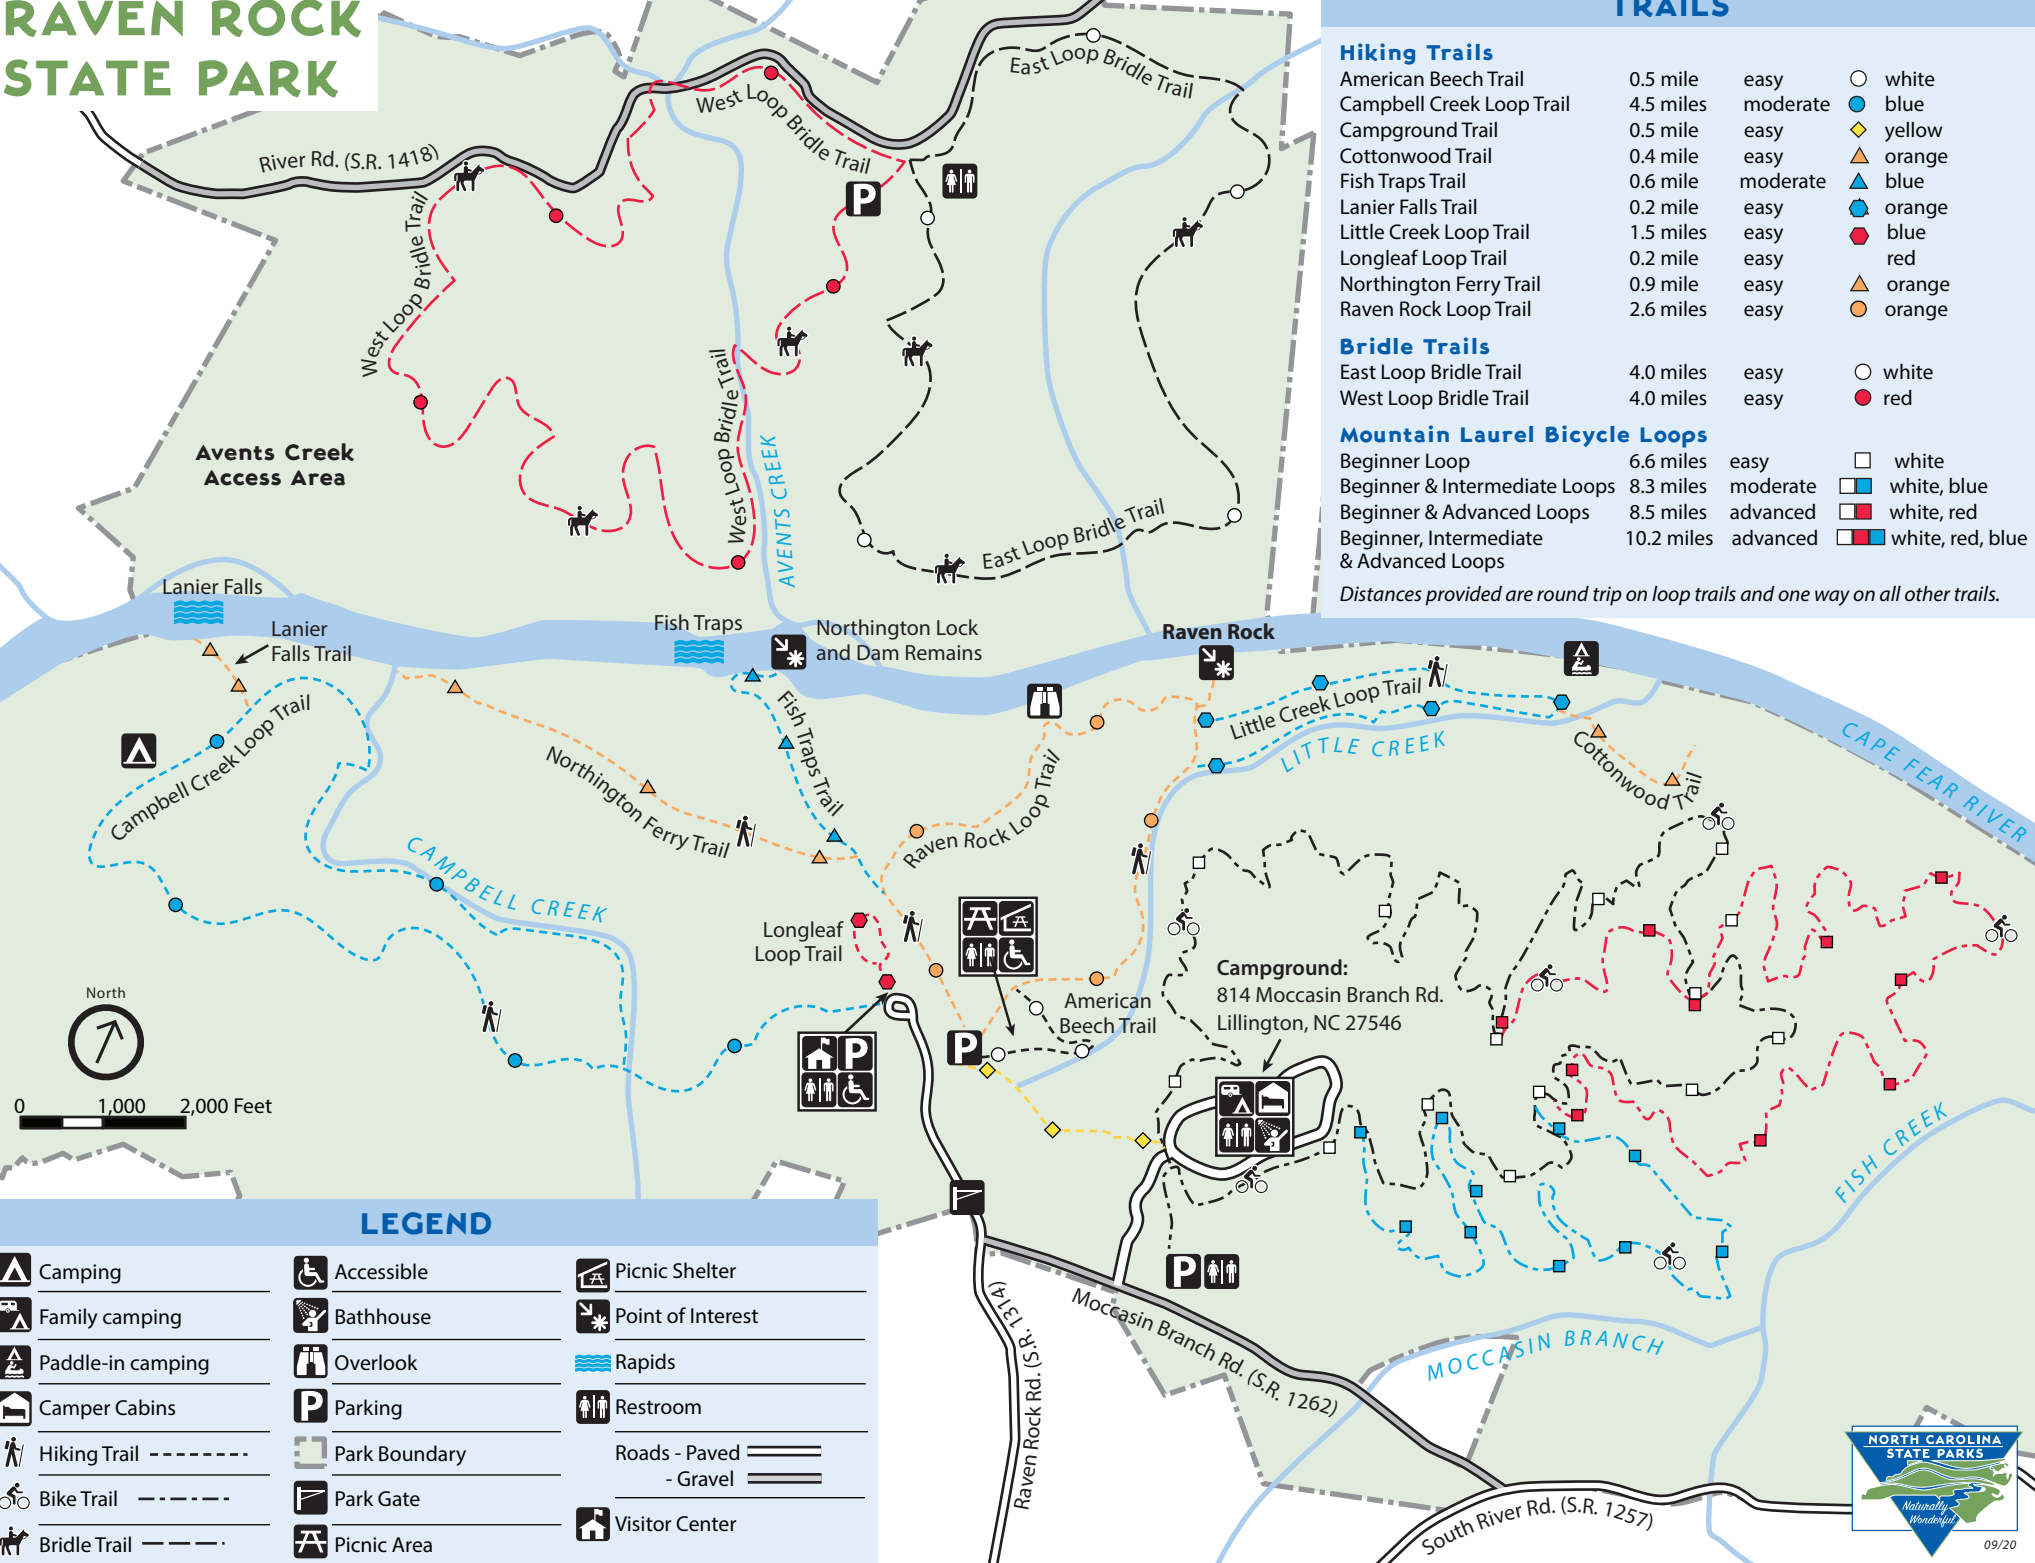 RAVEN ROCK
STATE PARK
TRAILS
Hiking Trails
American Beech Trail 0.5 mile easy white
Campbell Creek Loop Trail 4.5 miles moderate blue
Campground Trail 0.5 mile easy yellow
Cottonwood Trail 0.4 mile easy orange
Fish Traps Trail 0.6 mile moderate blue
Lanier Falls Trail 0.2 mile easy orange
Little Creek Loop Trail 1.5 miles easy blue
Longleaf Loop Trail 0.2 mile easy red
Northington Ferry Trail 0.9 mile easy orange
Raven Rock Loop Trail 2.6 miles easy orange
Bridle Trails
East Loop Bridle Trail 4.0 miles easy white
West Loop Bridle Trail 4.0 miles easy red
Mountain Laurel Bicycle Loops
Beginner Loop 6.6 miles easy white
Beginner & Intermediate Loops 8.3 miles moderate white, blue
Beginner & Advanced Loops 8.5 miles advanced white, red
Beginner, Intermediate 10.2 miles advanced white, red, blue
& Advanced Loops
Distances provided are round trip on loop trails and one way on all other trails.
River Rd. (S.R. 1418)
West Loop Bridle Trail
East Loop Bridle Trail
P
West Loop Bridle Trail
West Loop Bridle Trail
AVENTS CREEK
East Loop Bridle Trail
Avents Creek
Access Area
Lanier Falls
Lanier
Falls Trail
Fish Traps
Northington Lock
and Dam Remains
Raven Rock
Campbell Creek Loop Trail
Northington Ferry Trail
Fish Traps Trail
Raven Rock Loop Trail
Little Creek Loop Trail
LITTLE CREEK
Cottonwood Trail
CAPE FEAR RIVER
CAMPBELL CREEK
Longleaf
Loop Trail
American
Beech Trail
P
P
Campground:
814 Moccasin Branch Rd.
Lillington, NC 27546
North
0 1,000 2,000 Feet
FISH CREEK
P
MOCCASIN BRANCH
Moccasin Branch Rd. (S.R. 1262)
Raven Rock Rd. (S.R. 1314)
South River Rd. (S.R. 1257)
LEGEND
Camping
Family camping
Paddle-in camping
Camper Cabins
Hiking Trail
Bike Trail
Bridle Trail
Accessible
Bathhouse
Overlook
P Parking
Park Boundary
Park Gate
Picnic Area
Picnic Shelter
Point of Interest
Rapids
Restroom
Roads - Paved
- Gravel
Visitor Center
NORTH CAROLINA
STATE PARKS
Naturally
Wonderful
09/20